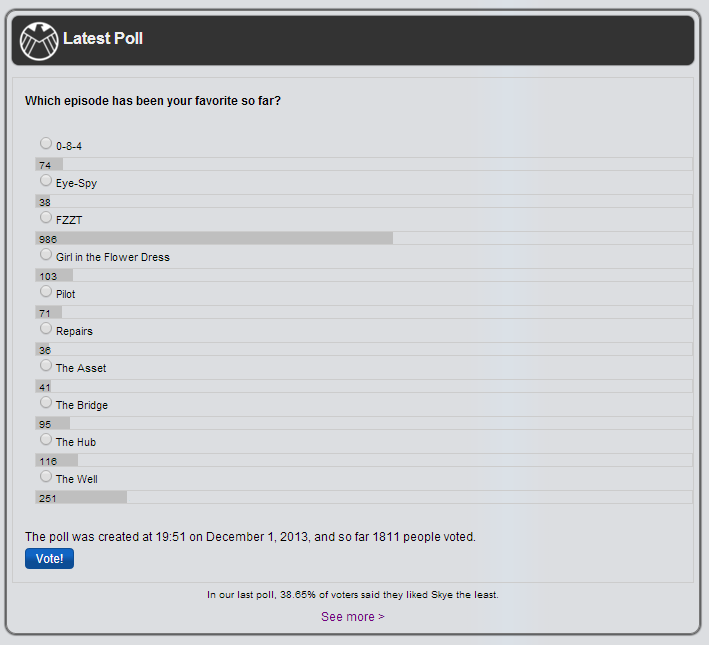 Latest Poll
Which episode has been your favorite so far?
0-8-4
74
Eye-Spy
38
FZZT
986
Girl in the Flower Dress
103
Pilot
71
Repairs
36
The Asset
41
The Bridge
95
The Hub
116
The Well
251
The poll was created at 19:51 on December 1, 2013, and so far 1811 people voted.
Vote!
In our last poll, 38.65% of voters said they liked Skye the least.
See more >